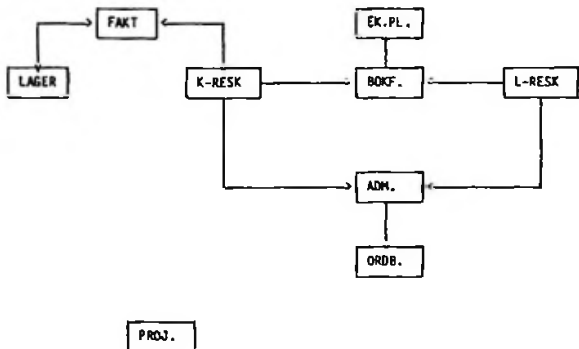 FAKT
EK.PL.
LAGER
K-RESK
BOKF.
L-RESK
ADM.
ORDB.
PROJ.